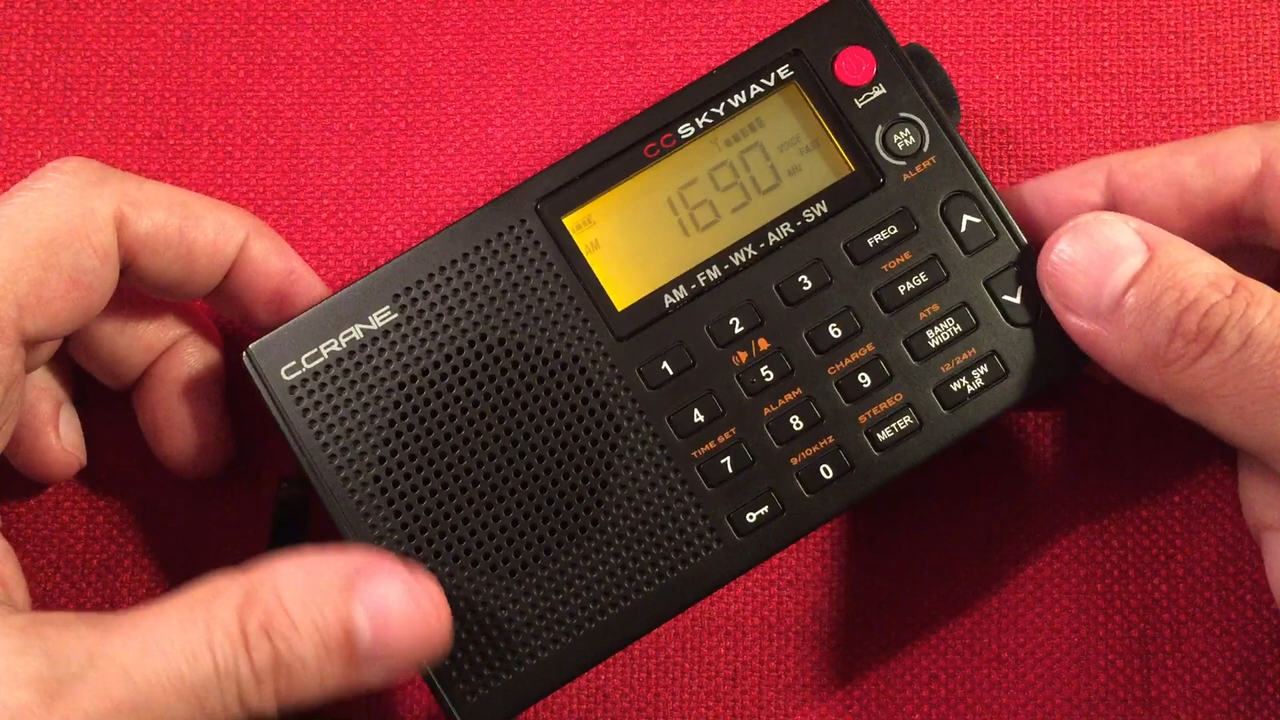 CC SKYWAVE
VOICE
FAST
1690
AM
AM - FM - WX - AIR - SW
C.CRANE
AM
FM
ALERT
FREQ
TONE
PAGE
ATS
BAND
WIDTH
12/24H
WX SW
AIR
1
2
3
4
5
6
CHARGE
TIME SET
7
ALARM
8
9
9/10KHZ
0
STEREO
METER